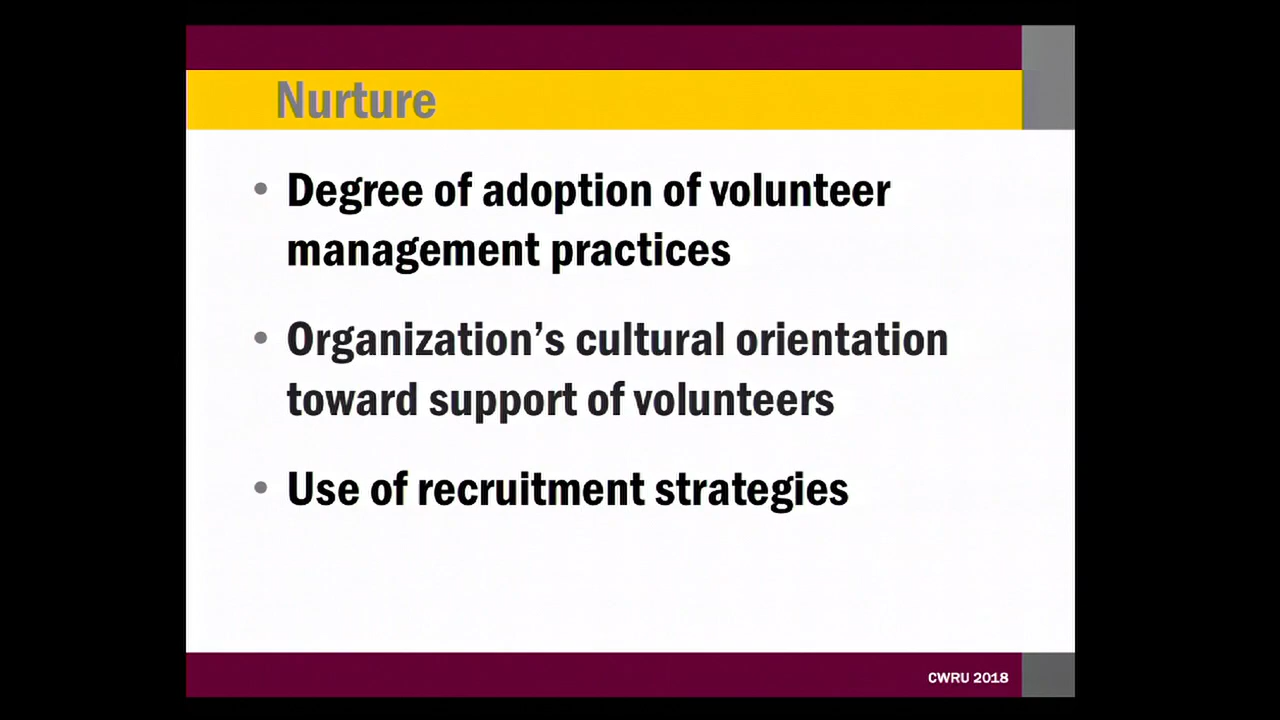 Nurture
• Degree of adoption of volunteer
management practices
• Organization’s cultural orientation
toward support of volunteers
• Use of recruitment strategies
CWRU 2018